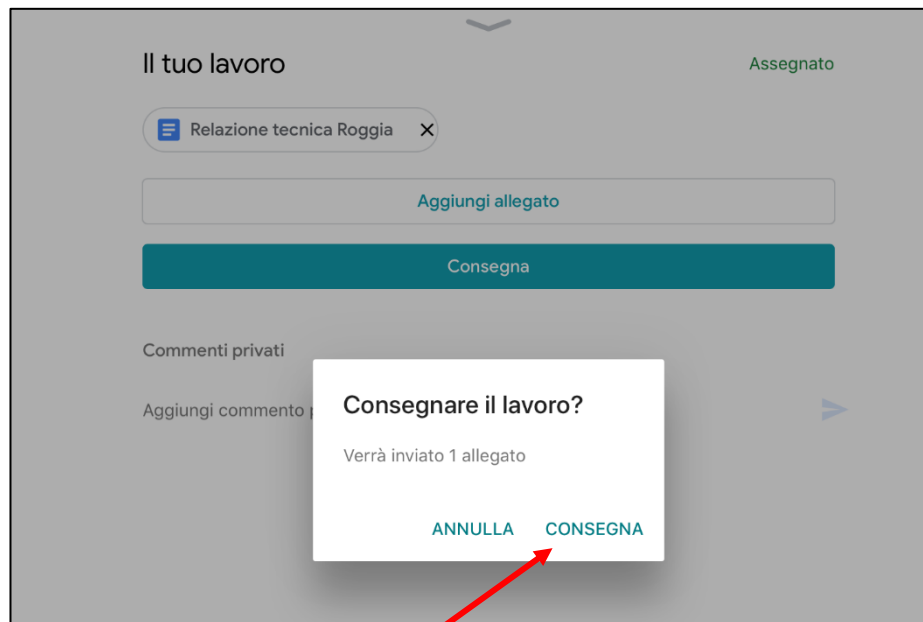 Il tuo lavoro
Assegnato
Relazione tecnica Roggia
Aggiungi allegato
Consegna
Commenti privati
Aggiungi commento p
Consegnare il lavoro?
Verrà inviato 1 allegato
ANNULLA CONSEGNA